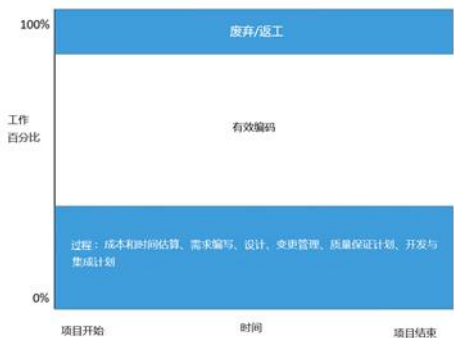 100%
废弃/返工
工作
百分比
有效编码
过程：成本和时间估算、需求编写、设计、变更管理、质量保证计划、开发与
集成计划
0%
项目开始
时间
项目结束